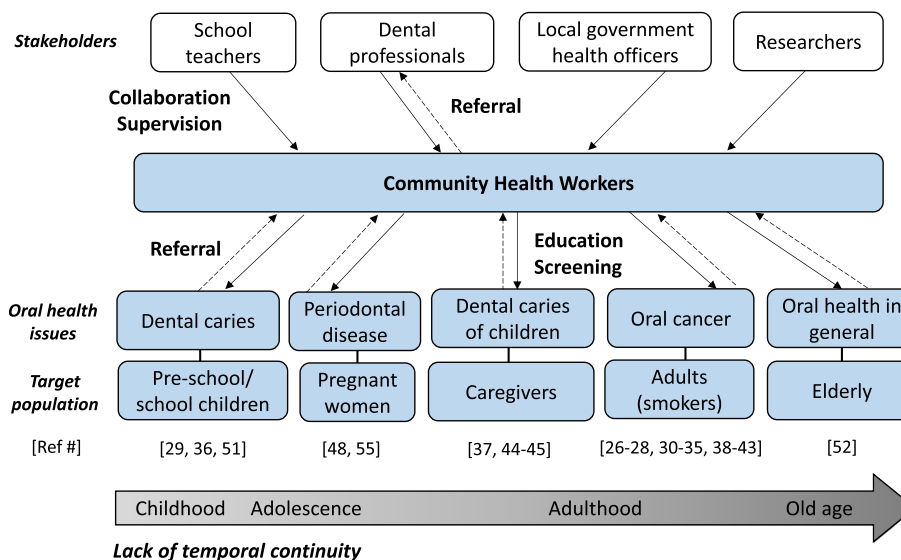 Stakeholders
School
teachers
Dental
professionals
Local government
health officers
Researchers
Collaboration
Supervision
Referral
Community Health Workers
Referral
Education
Screening
Oral health
issues
Dental caries
Periodontal
disease
Dental caries
of children
Oral cancer
Oral health in
general
Target
population
Pre-school/
school children
Pregnant
women
Caregivers
Adults
(smokers)
Elderly
[Ref #]
[29, 36, 51]
[48, 55]
[37, 44-45]
[26-28, 30-35, 38-43]
[52]
Childhood
Adolescence
Adulthood
Old age
Lack of temporal continuity